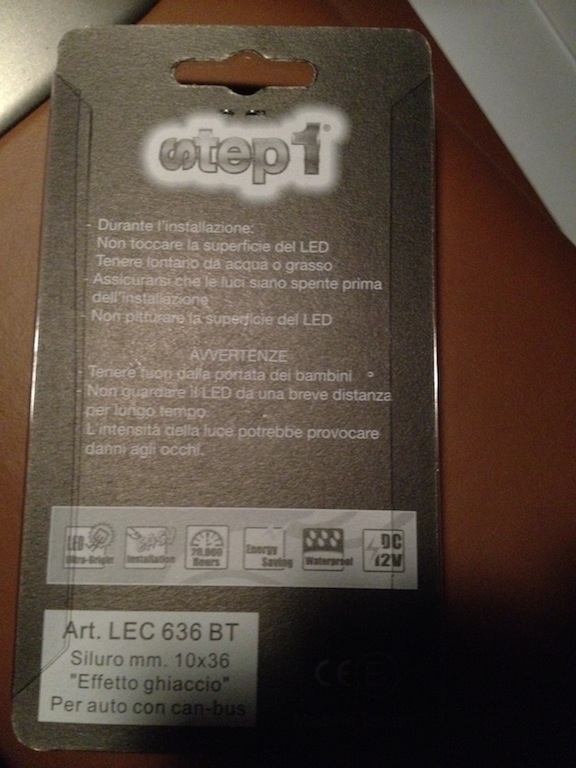 step1®
- Durante l'installazione:
Non toccare la superficie del LED
Tenere lontano da acqua o grasso
- Assicurarsi che le luci siano spente prima
dell'installazione
- Non pitturare la superficie del LED
AVVERTENZE
- Tenere fuori dalla portata dei bambini
- Non guardare il LED da una breve distanza
per lungo tempo.
L'intensità della luce potrebbe provocare
danni agli occhi.
LED
Ultra-Bright
Installation
20.000
Hours
Energy
Saving
Waterproof
DC
12V
Art. LEC 636 BT
Siluro mm. 10x36
"Effetto ghiaccio"
Per auto con can-bus
CE